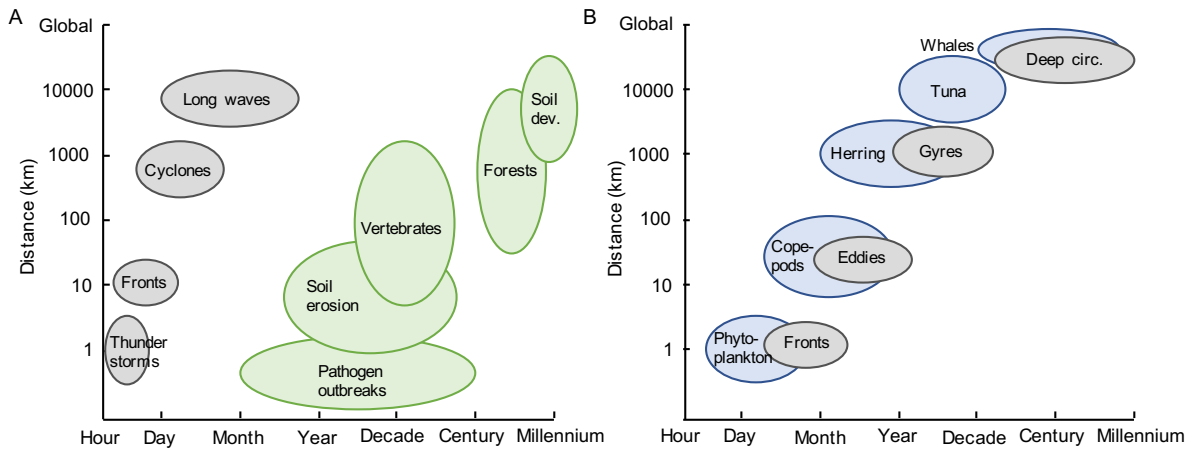 A
Global
10000
1000
100
10
1
Distance (km)
Long waves
Cyclones
Fronts
Thunder
storms
Soil
dev.
Forests
Vertebrates
Soil
erosion
Pathogen
outbreaks
Hour Day Month Year Decade Century Millennium
B
Global
10000
1000
100
10
1
Distance (km)
Whales
Deep circ.
Tuna
Herring
Gyres
Cope-
pods
Eddies
Phyto-
plankton
Fronts
Hour Day Month Year Decade Century Millennium